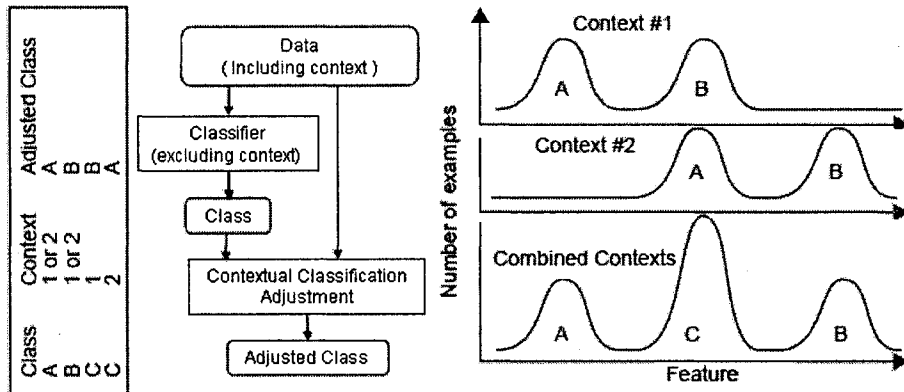 Class Context Adjusted Class
A 1 or 2 A
B 1 or 2 B
C 1 B
C 2 A
Data
(Including context)
Classifier
(excluding context)
Class
Contextual Classification
Adjustment
Adjusted Class
Number of examples
Context #1
A B
Context #2
A B
Combined Contexts
A C B
Feature